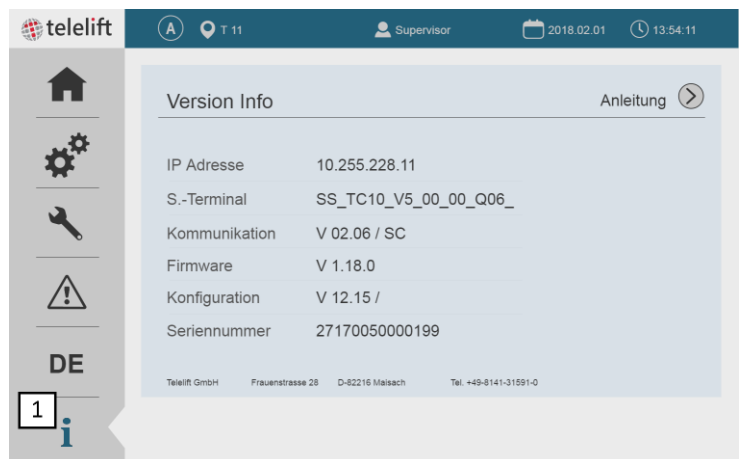 telelift A T 11 Supervisor 2018.02.01 13:54:11
Version Info Anleitung
IP Adresse 10.255.228.11
S.-Terminal SS_TC10_V5_00_00_Q06_
Kommunikation V 02.06 / SC
Firmware V 1.18.0
Konfiguration V 12.15 /
Seriennummer 27170050000199
Telelift GmbH Frauenstrasse 28 D-82216 Maisach Tel. +49-8141-31591-0
DE
1
i